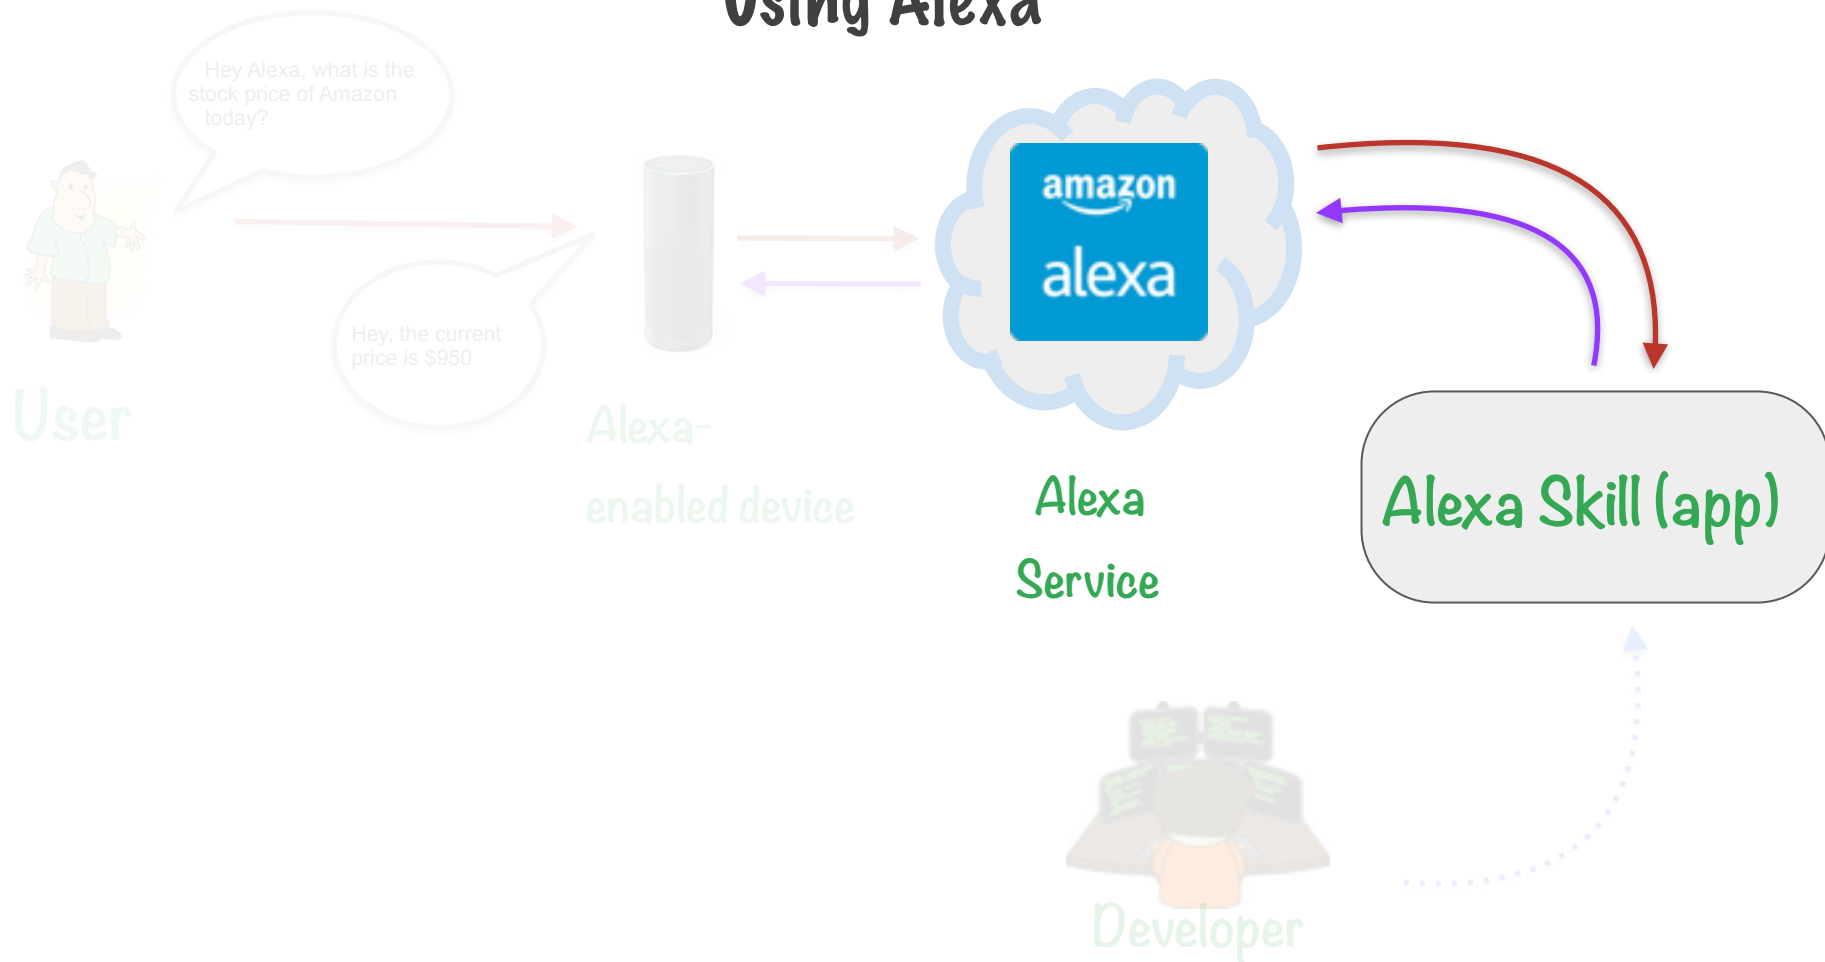 Using Alexa
Hey Alexa, what is the
stock price of Amazon
today?
Hey, the current
price is $950
User
Alexa-
enabled device
amazon
alexa
Alexa
Service
Alexa Skill (app)
Developer